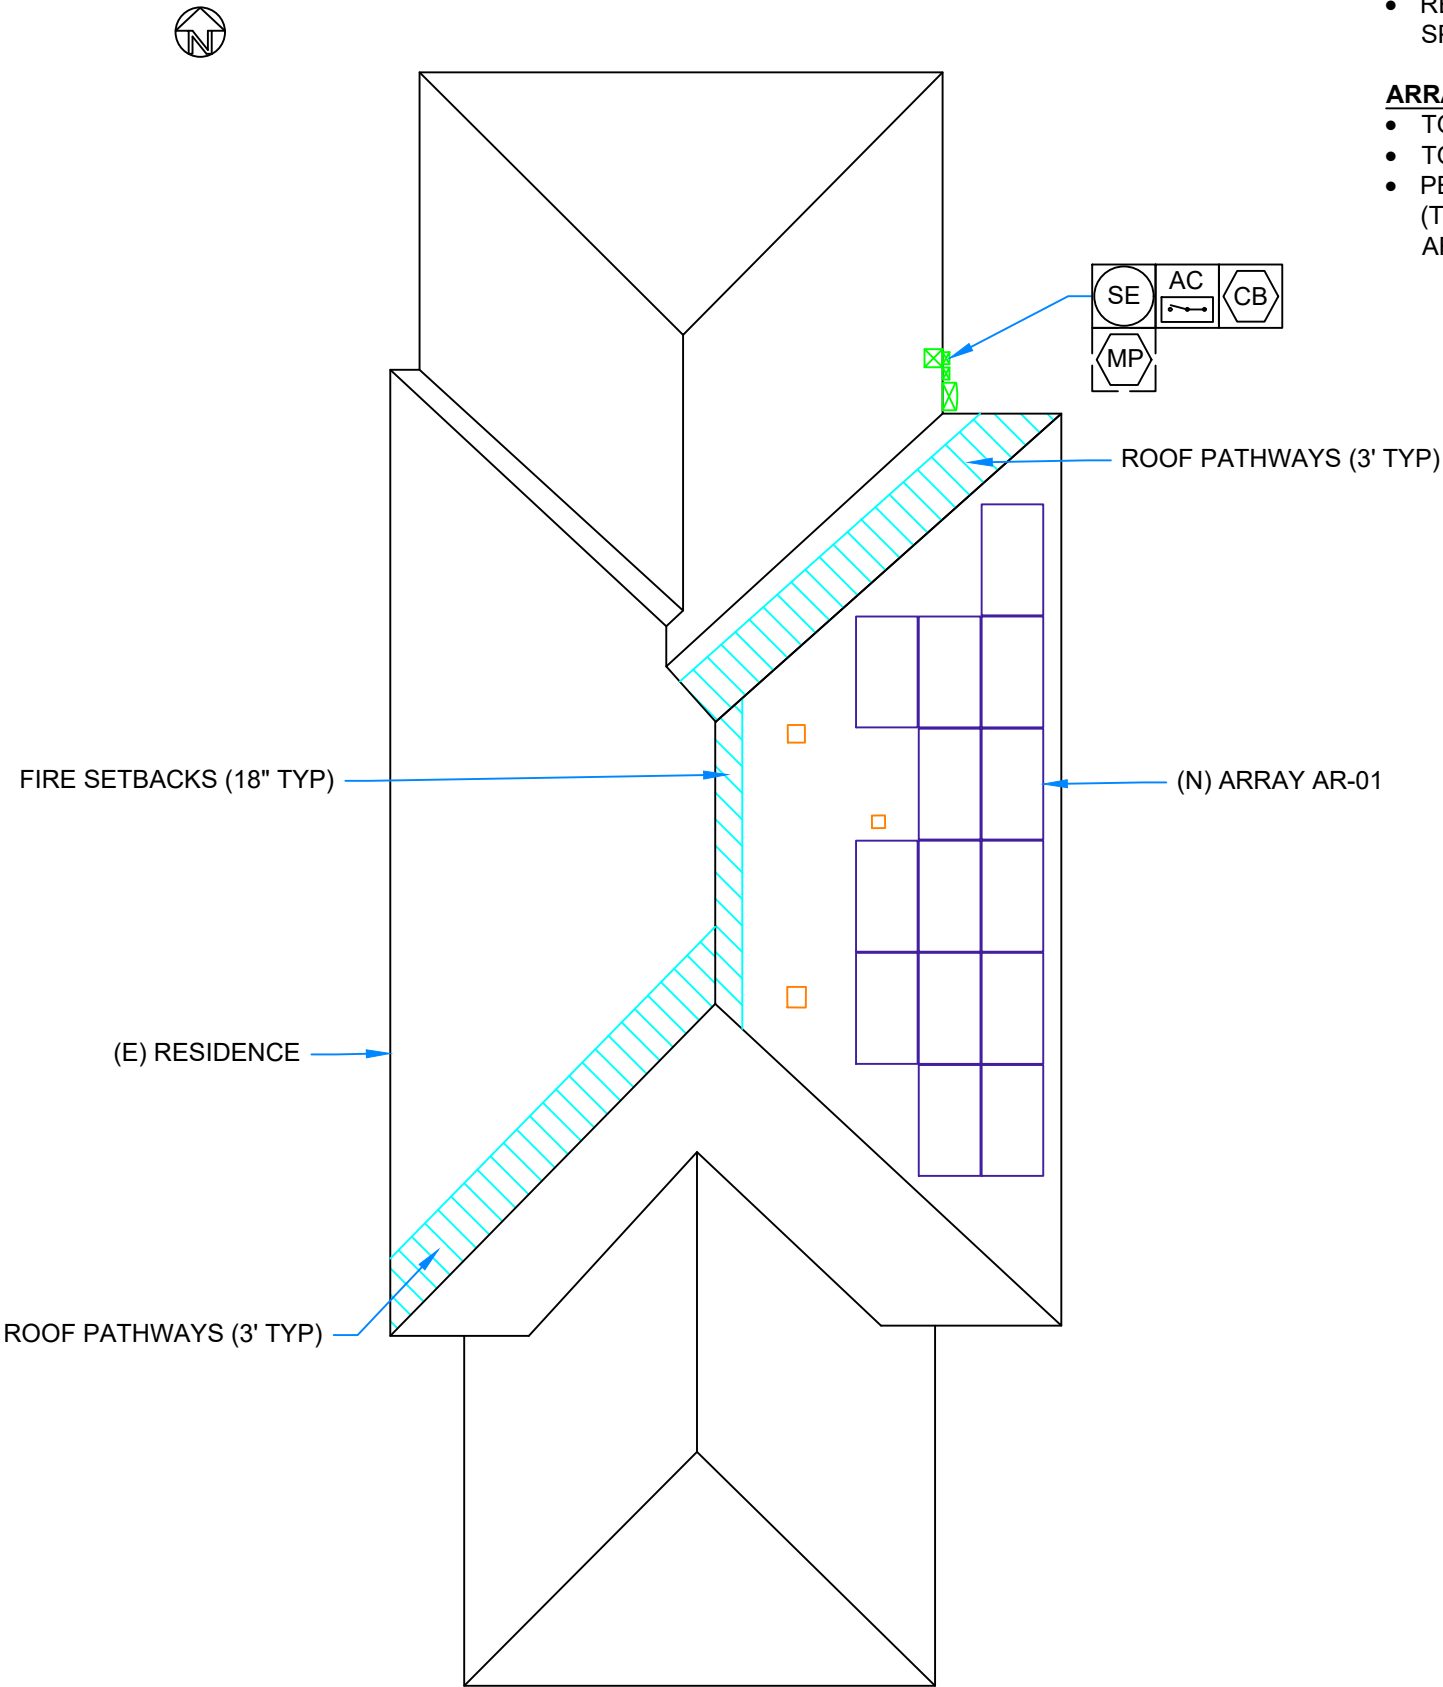 N
ARRA
SE
AC
CB
MP
ROOF PATHWAYS (3' TYP)
FIRE SETBACKS (18" TYP)
(N) ARRAY AR-01
(E) RESIDENCE
ROOF PATHWAYS (3' TYP)